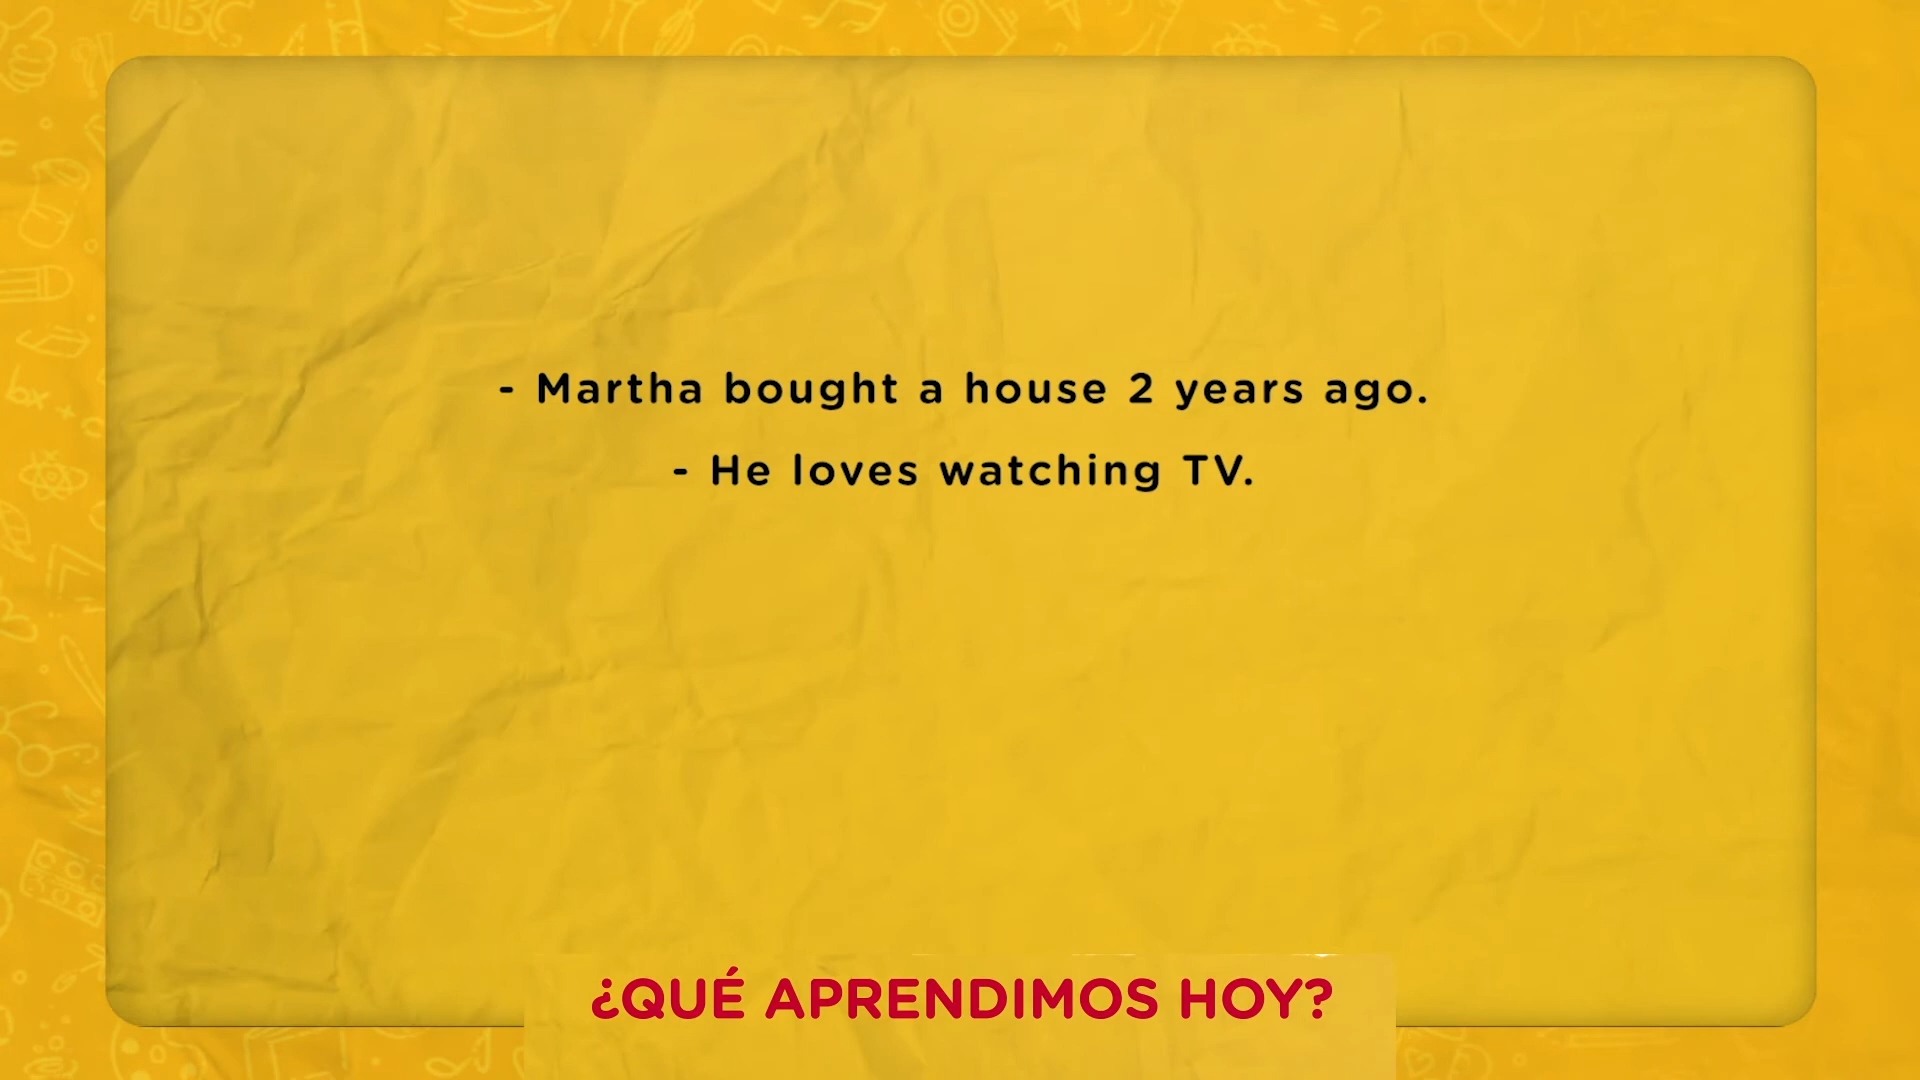 - Martha bought a house 2 years ago.
- He loves watching TV.
¿QUÉ APRENDIMOS HOY?